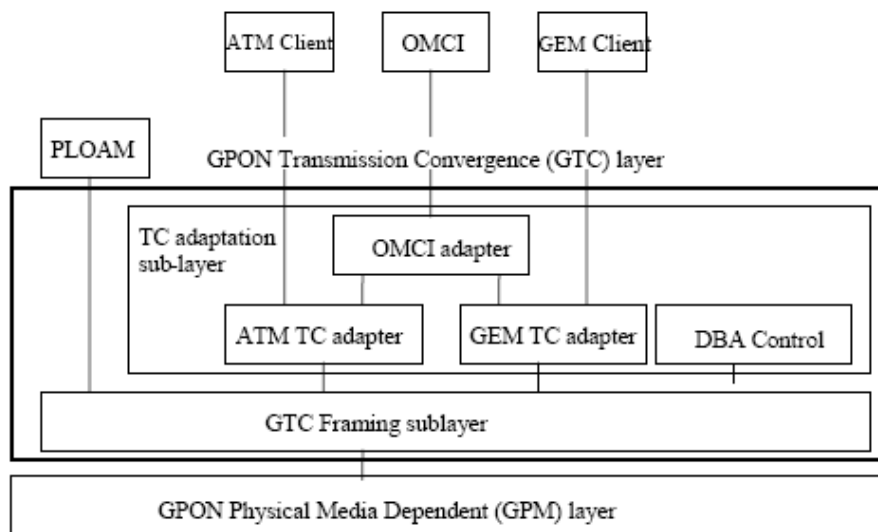 ATM Client
OMCI
GEM Client
PLOAM
GPON Transmission Convergence (GTC) layer
TC adaptation
sub-layer
OMCI adapter
ATM TC adapter
GEM TC adapter
DBA Control
GTC Framing sublayer
GPON Physical Media Dependent (GPM) layer